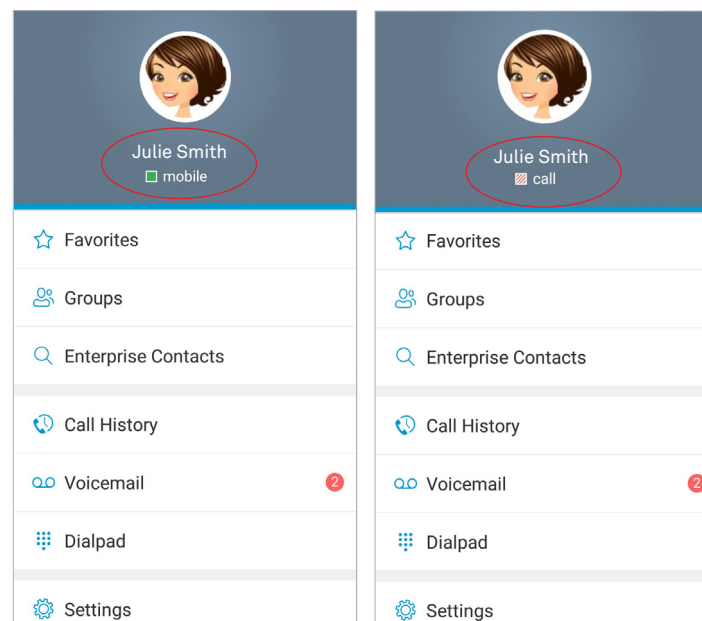 Julie Smith
mobile
Favorites
Groups
Enterprise Contacts
Call History
Voicemail 2
Dialpad
Settings
Julie Smith
call
Favorites
Groups
Enterprise Contacts
Call History
Voicemail 2
Dialpad
Settings